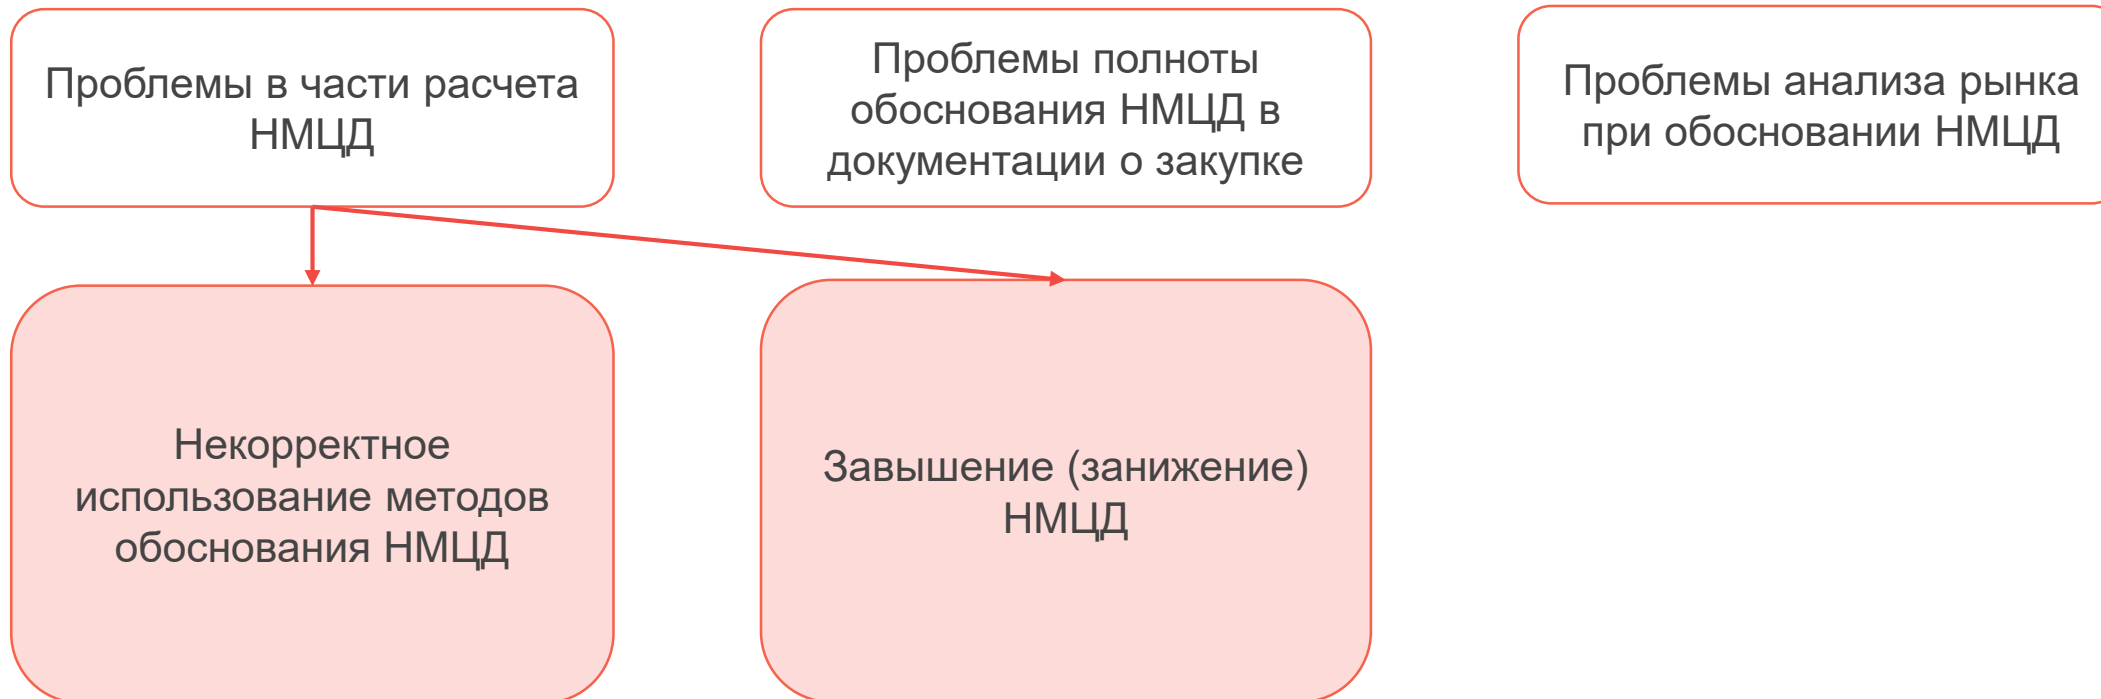 Проблемы в части расчета
НМЦД
Проблемы полноты
обоснования НМЦД в
документации о закупке
Проблемы анализа рынка
при обосновании НМЦД
Некорректное
использование методов
обоснования НМЦД
Завышение (занижение)
НМЦД